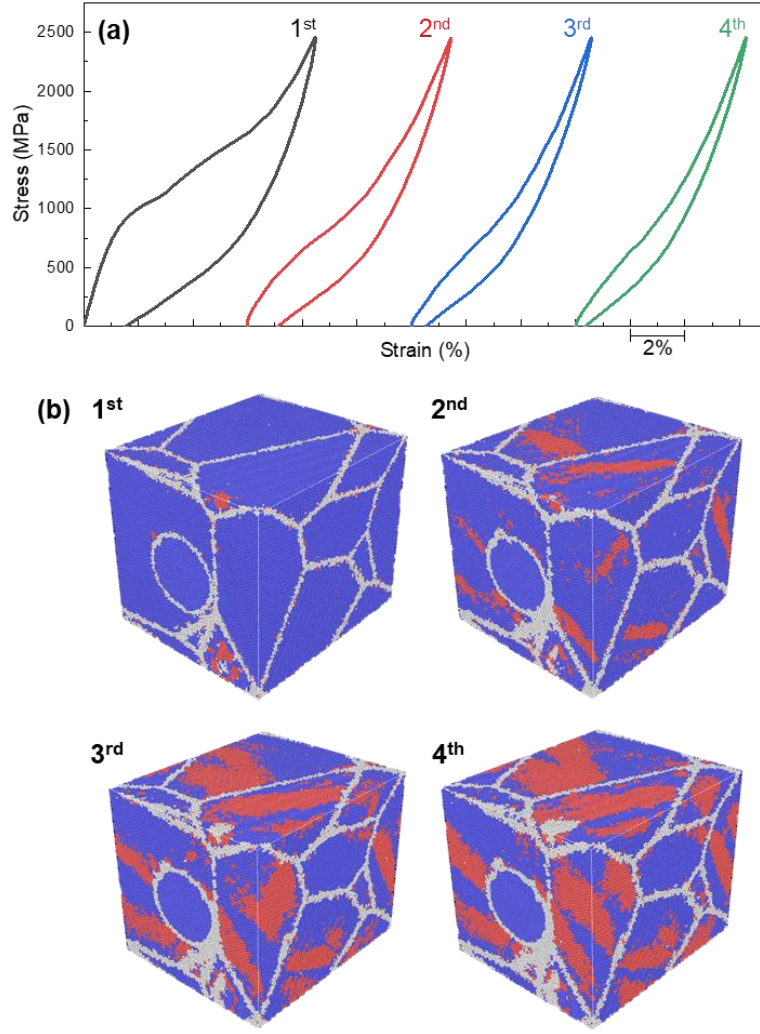 (a)
1st
2nd
3rd
4th
2500
2000
1500
1000
500
0
Stress (MPa)
Strain (%)
2%
(b)
1st
2nd
3rd
4th